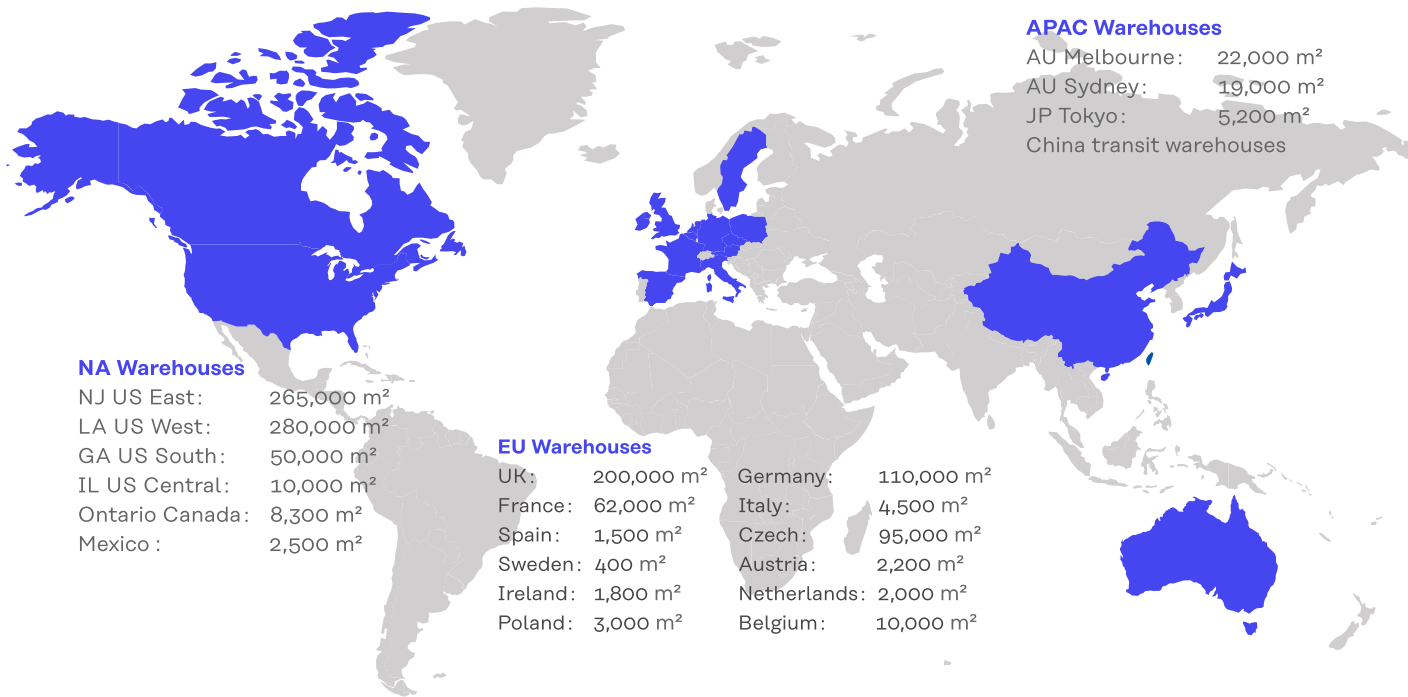 APAC Warehouses
AU Melbourne: 22,000 m²
AU Sydney: 19,000 m²
JP Tokyo: 5,200 m²
China transit warehouses
NA Warehouses
NJ US East: 265,000 m²
LA US West: 280,000 m²
GA US South: 50,000 m²
IL US Central: 10,000 m²
Ontario Canada: 8,300 m²
Mexico : 2,500 m²
EU Warehouses
UK: 200,000 m² Germany: 110,000 m²
France: 62,000 m² Italy: 4,500 m²
Spain: 1,500 m² Czech: 95,000 m²
Sweden: 400 m² Austria: 2,200 m²
Ireland: 1,800 m² Netherlands: 2,000 m²
Poland: 3,000 m² Belgium: 10,000 m²